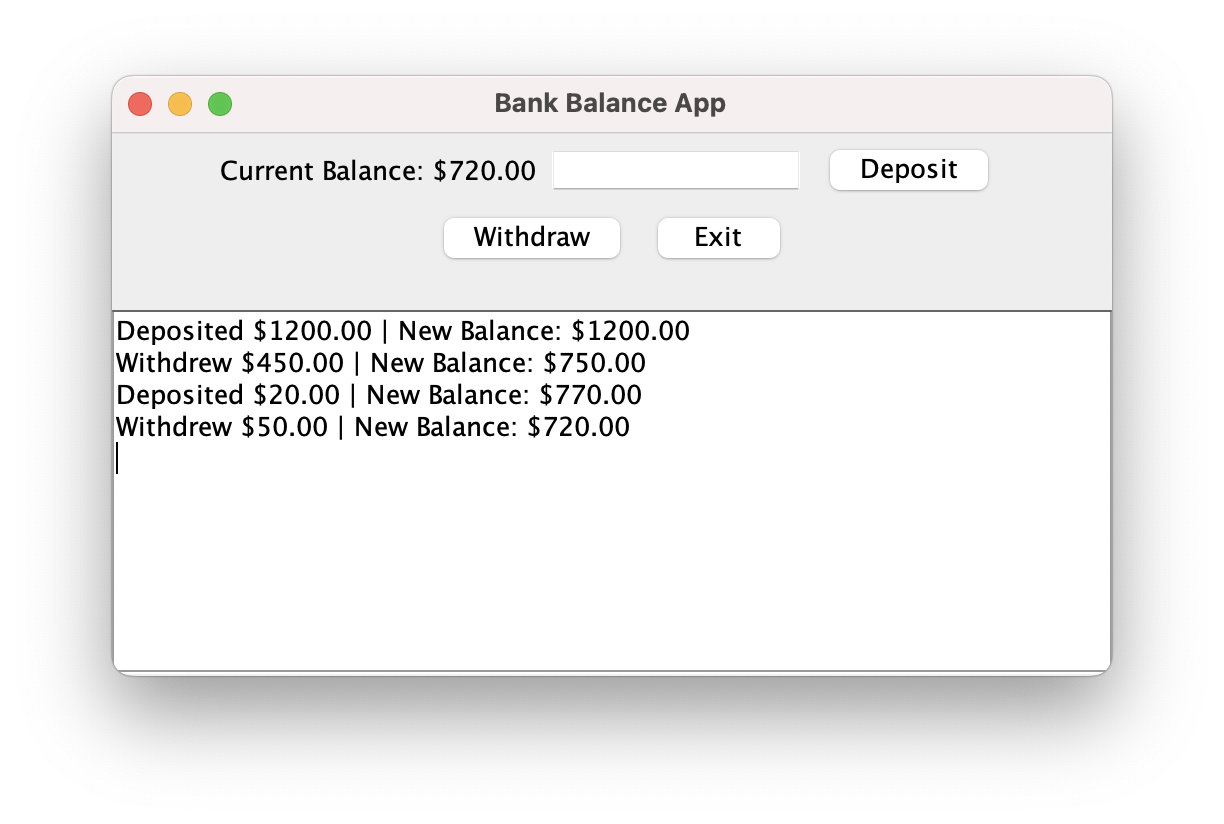 Bank Balance App
Current Balance: $720.00
Deposit
Withdraw
Exit
Deposited $1200.00 | New Balance: $1200.00
Withdrew $450.00 | New Balance: $750.00
Deposited $20.00 | New Balance: $770.00
Withdrew $50.00 | New Balance: $720.00